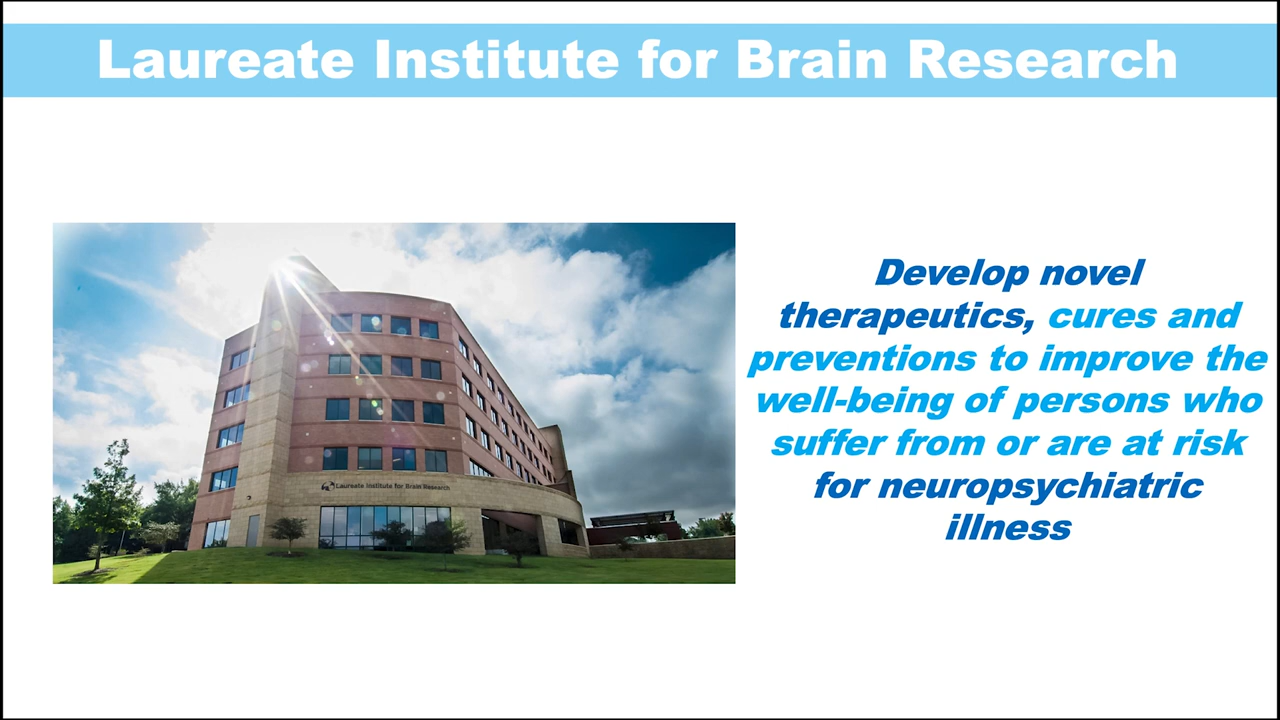 Laureate Institute for Brain Research
Laureate Institute for Brain Research
Develop novel
therapeutics, cures and
preventions to improve the
well-being of persons who
suffer from or are at risk
for neuropsychiatric
illness